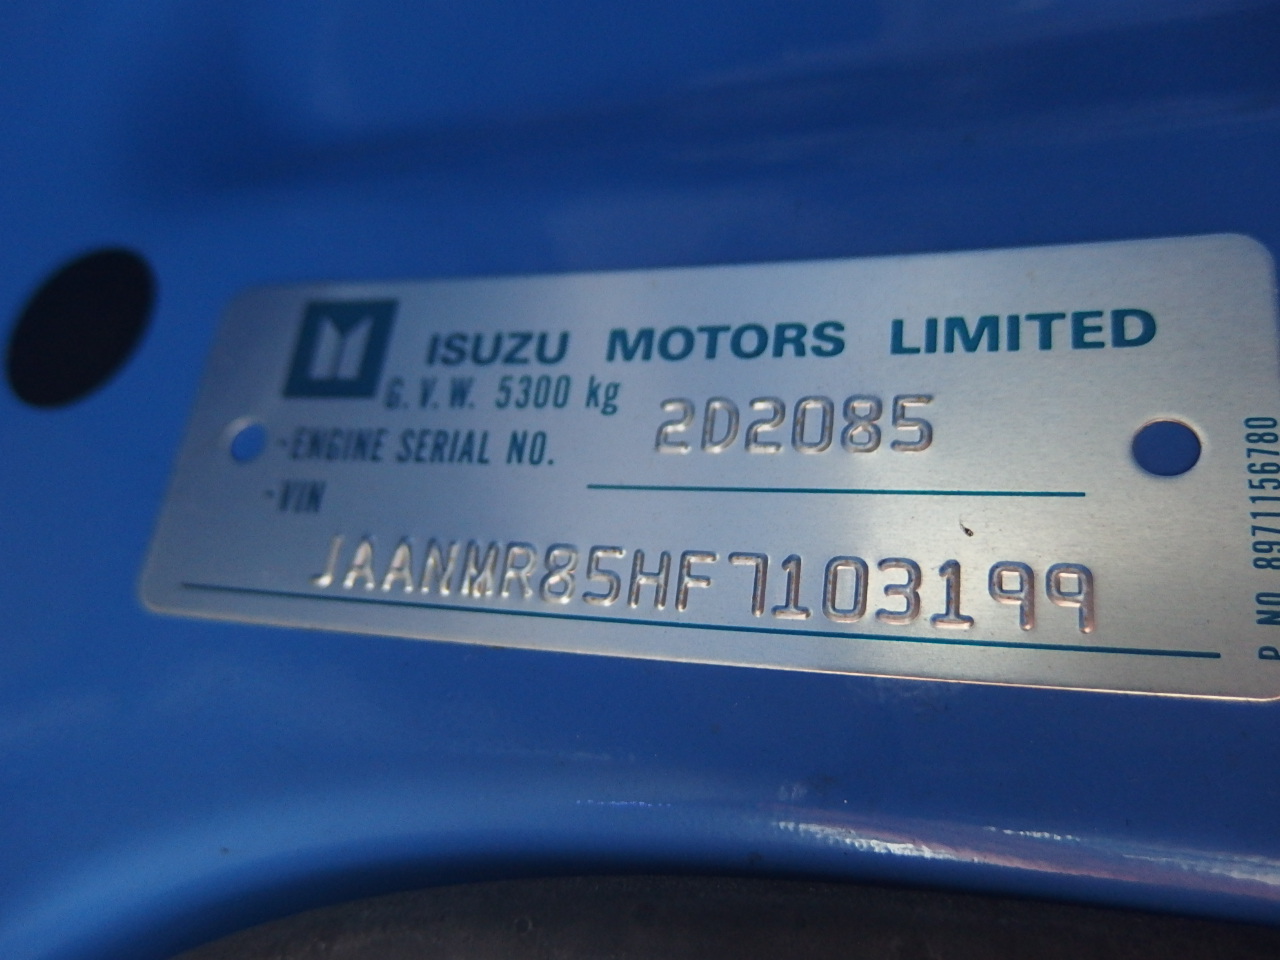 ISUZU MOTORS LIMITED
G. V. W. 5300 kg
-ENGINE SERIAL NO. 2D2085
-VIN
JAANMR85HF7103199
P NO 8971156780